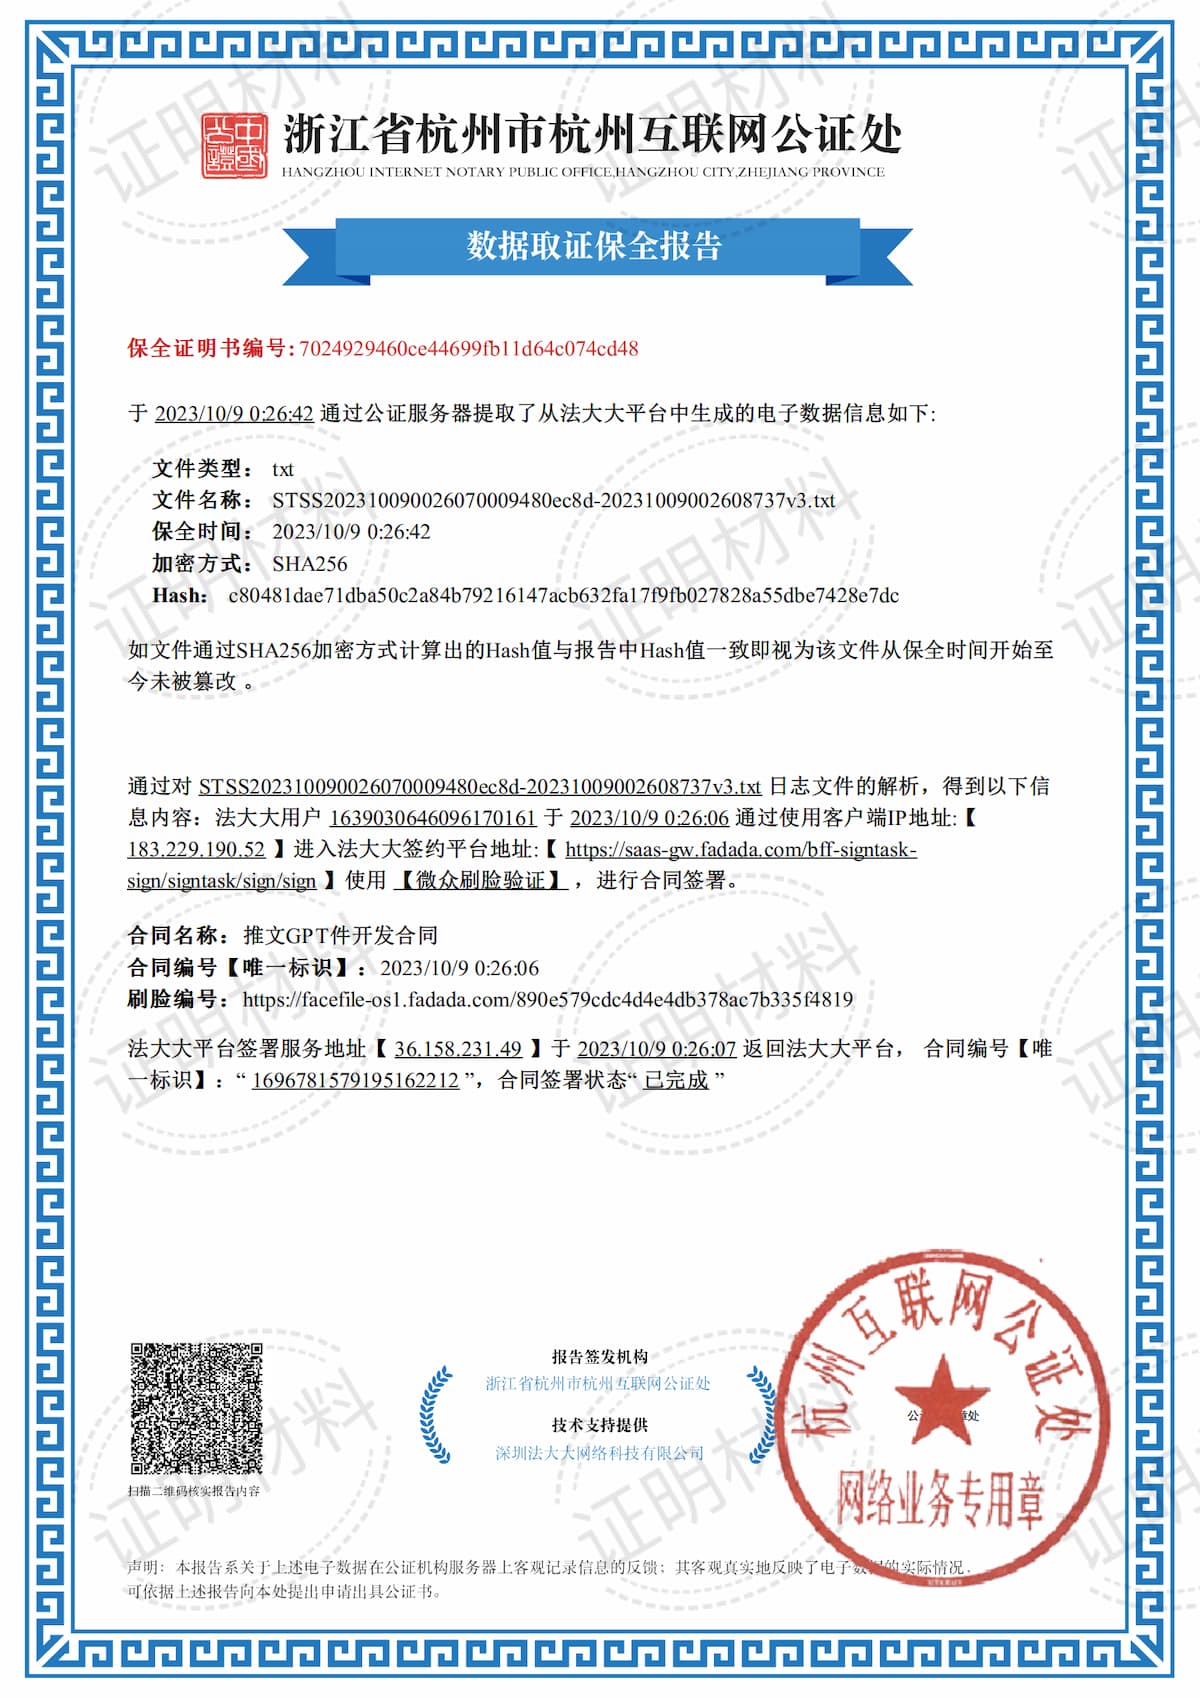 中國公證
浙江省杭州市杭州互联网公证处
HANGZHOU INTERNET NOTARY PUBLIC OFFICE,HANGZHOU CITY,ZHEJIANG PROVINCE
数据取证保全报告
保全证明书编号:7024929460ce44699fb11d64c074cd48
于 2023/10/9 0:26:42 通过公证服务器提取了从法大大平台中生成的电子数据信息如下:
文件类型： txt
文件名称： STSS202310090026070009480ec8d-20231009002608737v3.txt
保全时间： 2023/10/9 0:26:42
加密方式： SHA256
Hash： c80481dae71dba50c2a84b79216147acb632fa17f9fb027828a55dbe7428e7dc
如文件通过SHA256加密方式计算出的Hash值与报告中Hash值一致即视为该文件从保全时间开始至
今未被篡改 。
通过对 STSS202310090026070009480ec8d-20231009002608737v3.txt 日志文件的解析，得到以下信
息内容：法大大用户 1639030646096170161 于 2023/10/9 0:26:06 通过使用客户端IP地址:【
183.229.190.52 】进入法大大签约平台地址:【 https://saas-gw.fadada.com/bff-signtask-
sign/signtask/sign/sign 】使用 【微众刷脸验证】 ，进行合同签署。
合同名称： 推文GPT件开发合同
合同编号【唯一标识】： 2023/10/9 0:26:06
刷脸编号： https://facefile-os1.fadada.com/890e579cdc4d4e4db378ac7b335f4819
法大大平台签署服务地址【 36.158.231.49 】于 2023/10/9 0:26:07 返回法大大平台， 合同编号【唯
一标识】：“ 1696781579195162212 ”，合同签署状态“ 已完成 ”
报告签发机构
浙江省杭州市杭州互联网公证处
技术支持提供
深圳法大大网络科技有限公司
扫描二维码核实报告内容
杭州互联网公证处
网络业务专用章
声明：本报告系关于上述电子数据在公证机构服务器上客观记录信息的反馈；其客观真实地反映了电子数据的实际情况，
可依据上述报告向本处提出申请出具公证书。
证明材料